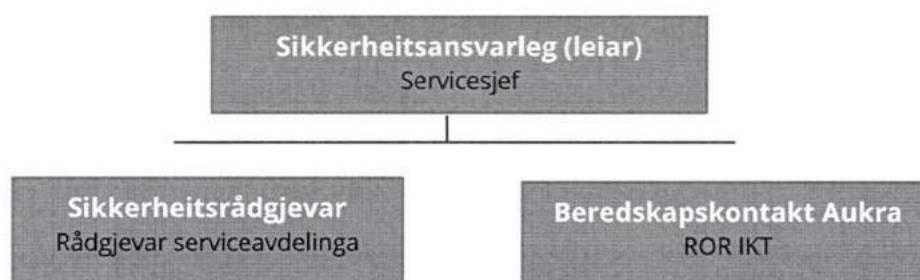 Sikkerheitsansvarleg (leiar)
Servicesjef
Sikkerheitsrådgjevar
Rådgjevar serviceavdelinga
Beredskapskontakt Aukra
ROR IKT